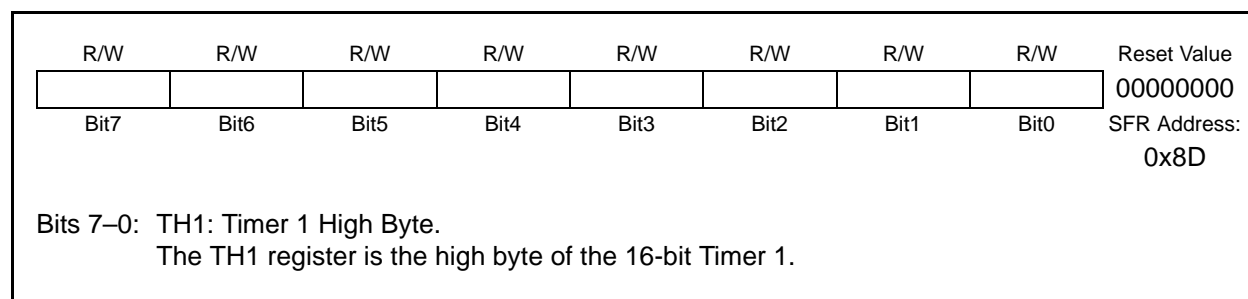 R/W R/W R/W R/W R/W R/W R/W R/W Reset Value
00000000
Bit7 Bit6 Bit5 Bit4 Bit3 Bit2 Bit1 Bit0 SFR Address:
0x8D
Bits 7–0: TH1: Timer 1 High Byte.
The TH1 register is the high byte of the 16-bit Timer 1.